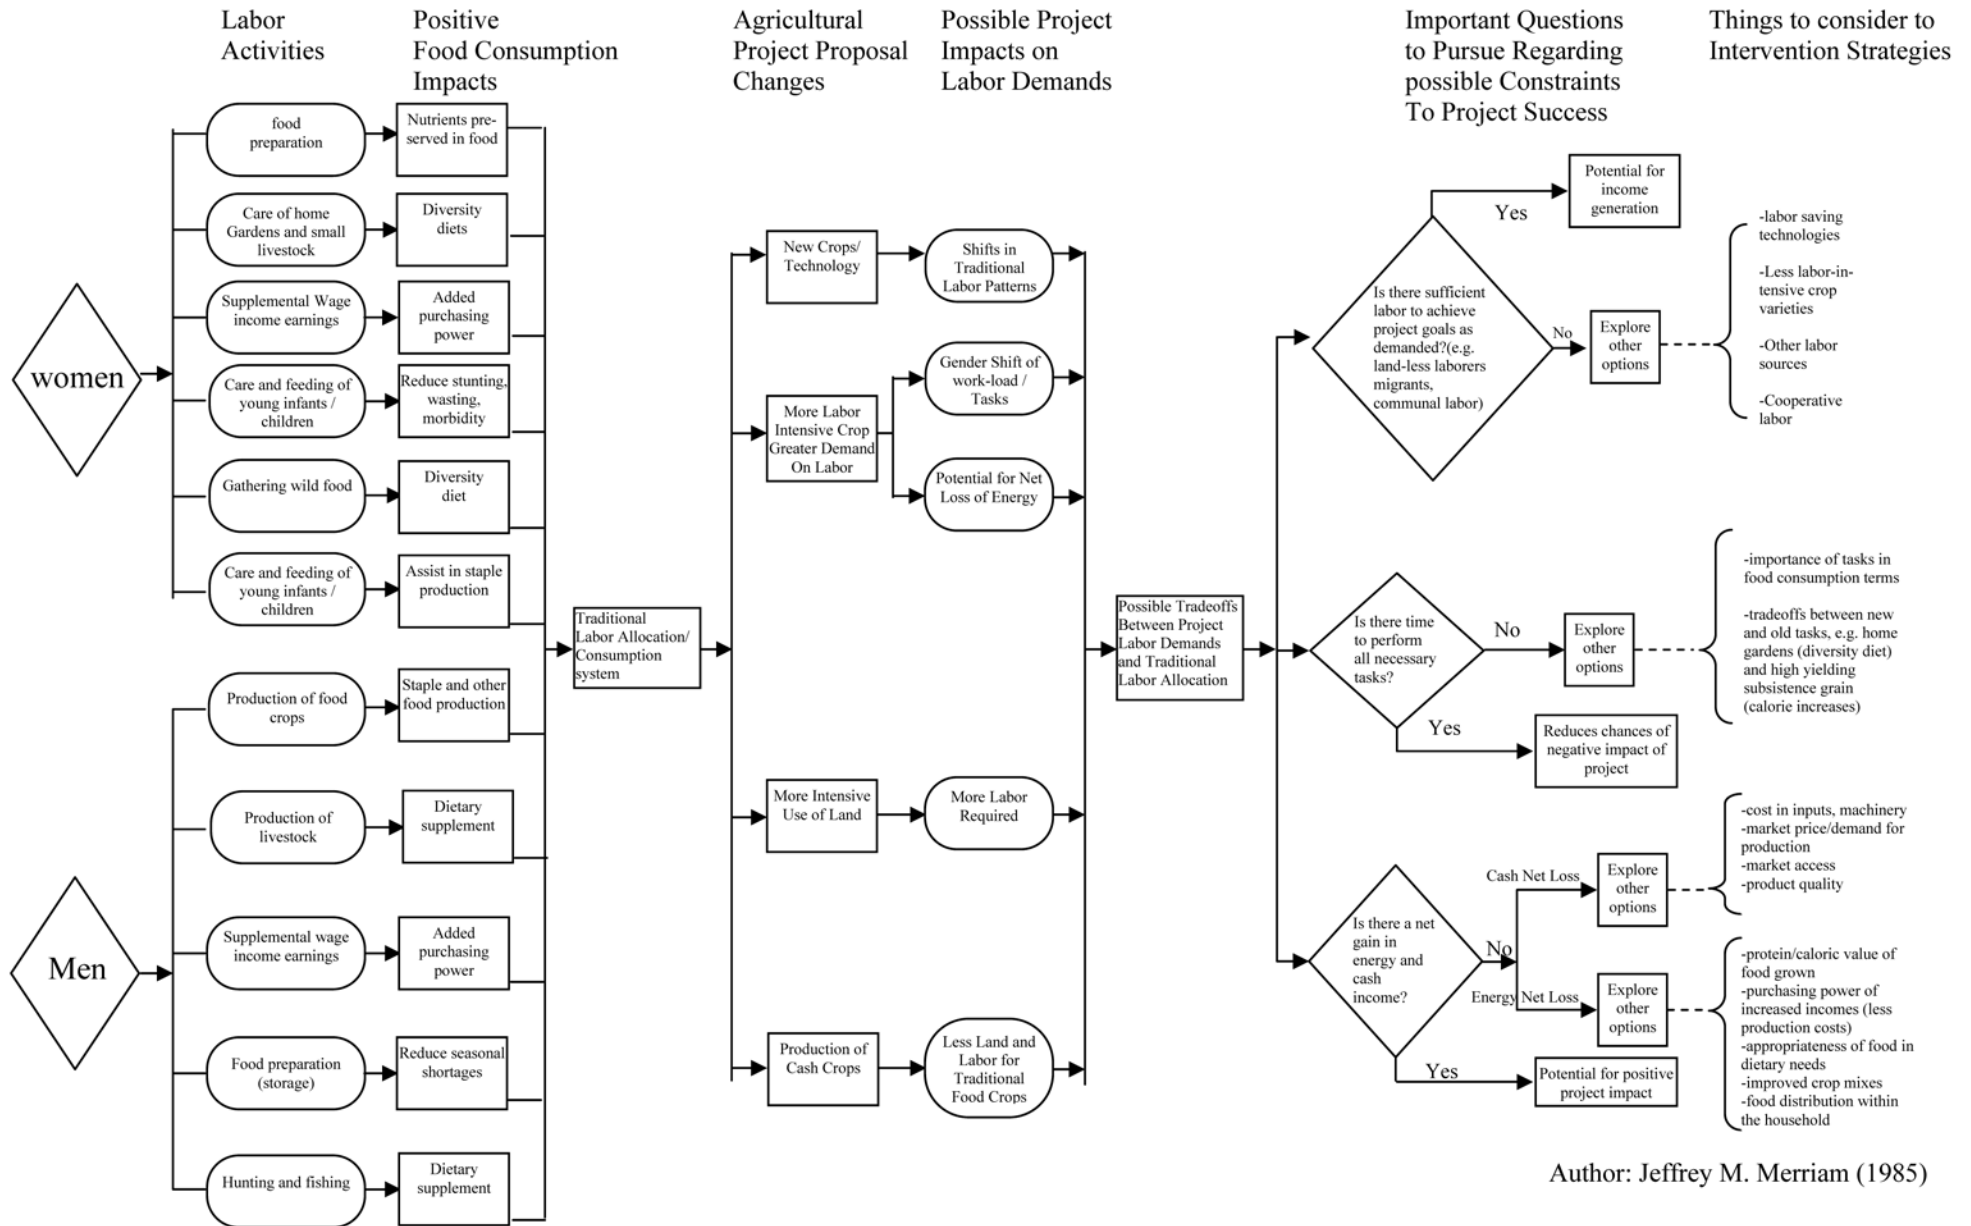 Labor
Activities
Positive
Food Consumption
Impacts
Agricultural
Project Proposal
Changes
Possible Project
Impacts on
Labor Demands
Important Questions
to Pursue Regarding
possible Constraints
To Project Success
Things to consider to
Intervention Strategies
women
food
preparation
Nutrients pre-
served in food
Care of home
Gardens and small
livestock
Diversity
diets
Supplemental Wage
income earnings
Added
purchasing
power
Care and feeding of
young infants /
children
Reduce stunting,
wasting,
morbidity
Gathering wild food
Diversity
diet
Care and feeding of
young infants /
children
Assist in staple
production
Men
Production of food
crops
Staple and other
food production
Production of
livestock
Dietary
supplement
Supplemental wage
income earnings
Added
purchasing
power
Food preparation
(storage)
Reduce seasonal
shortages
Hunting and fishing
Dietary
supplement
Traditional
Labor Allocation/
Consumption
system
New Crops/
Technology
Shifts in
Traditional
Labor Patterns
More Labor
Intensive Crop
Greater Demand
On Labor
Gender Shift of
work-load /
Tasks
Potential for Net
Loss of Energy
More Intensive
Use of Land
More Labor
Required
Production of
Cash Crops
Less Land and
Labor for
Traditional
Food Crops
Possible Tradeoffs
Between Project
Labor Demands
and Traditional
Labor Allocation
Is there sufficient
labor to achieve
project goals as
demanded?(e.g.
land-less laborers
migrants,
communal labor)
Yes
Potential for
income
generation
No
Explore
other
options
-labor saving
technologies
-Less labor-in-
tensive crop
varieties
-Other labor
sources
-Cooperative
labor
Is there time
to perform
all necessary
tasks?
No
Explore
other
options
-importance of tasks in
food consumption terms
-tradeoffs between new
and old tasks, e.g. home
gardens (diversity diet)
and high yielding
subsistence grain
(calorie increases)
Yes
Reduces chances of
negative impact of
project
Is there a net
gain in
energy and
cash
income?
No
Cash Net Loss
Explore
other
options
-cost in inputs, machinery
-market price/demand for
production
-market access
-product quality
Energy Net Loss
Explore
other
options
-protein/caloric value of
food grown
-purchasing power of
increased incomes (less
production costs)
-appropriateness of food in
dietary needs
-improved crop mixes
-food distribution within
the household
Yes
Potential for positive
project impact
Author: Jeffrey M. Merriam (1985)